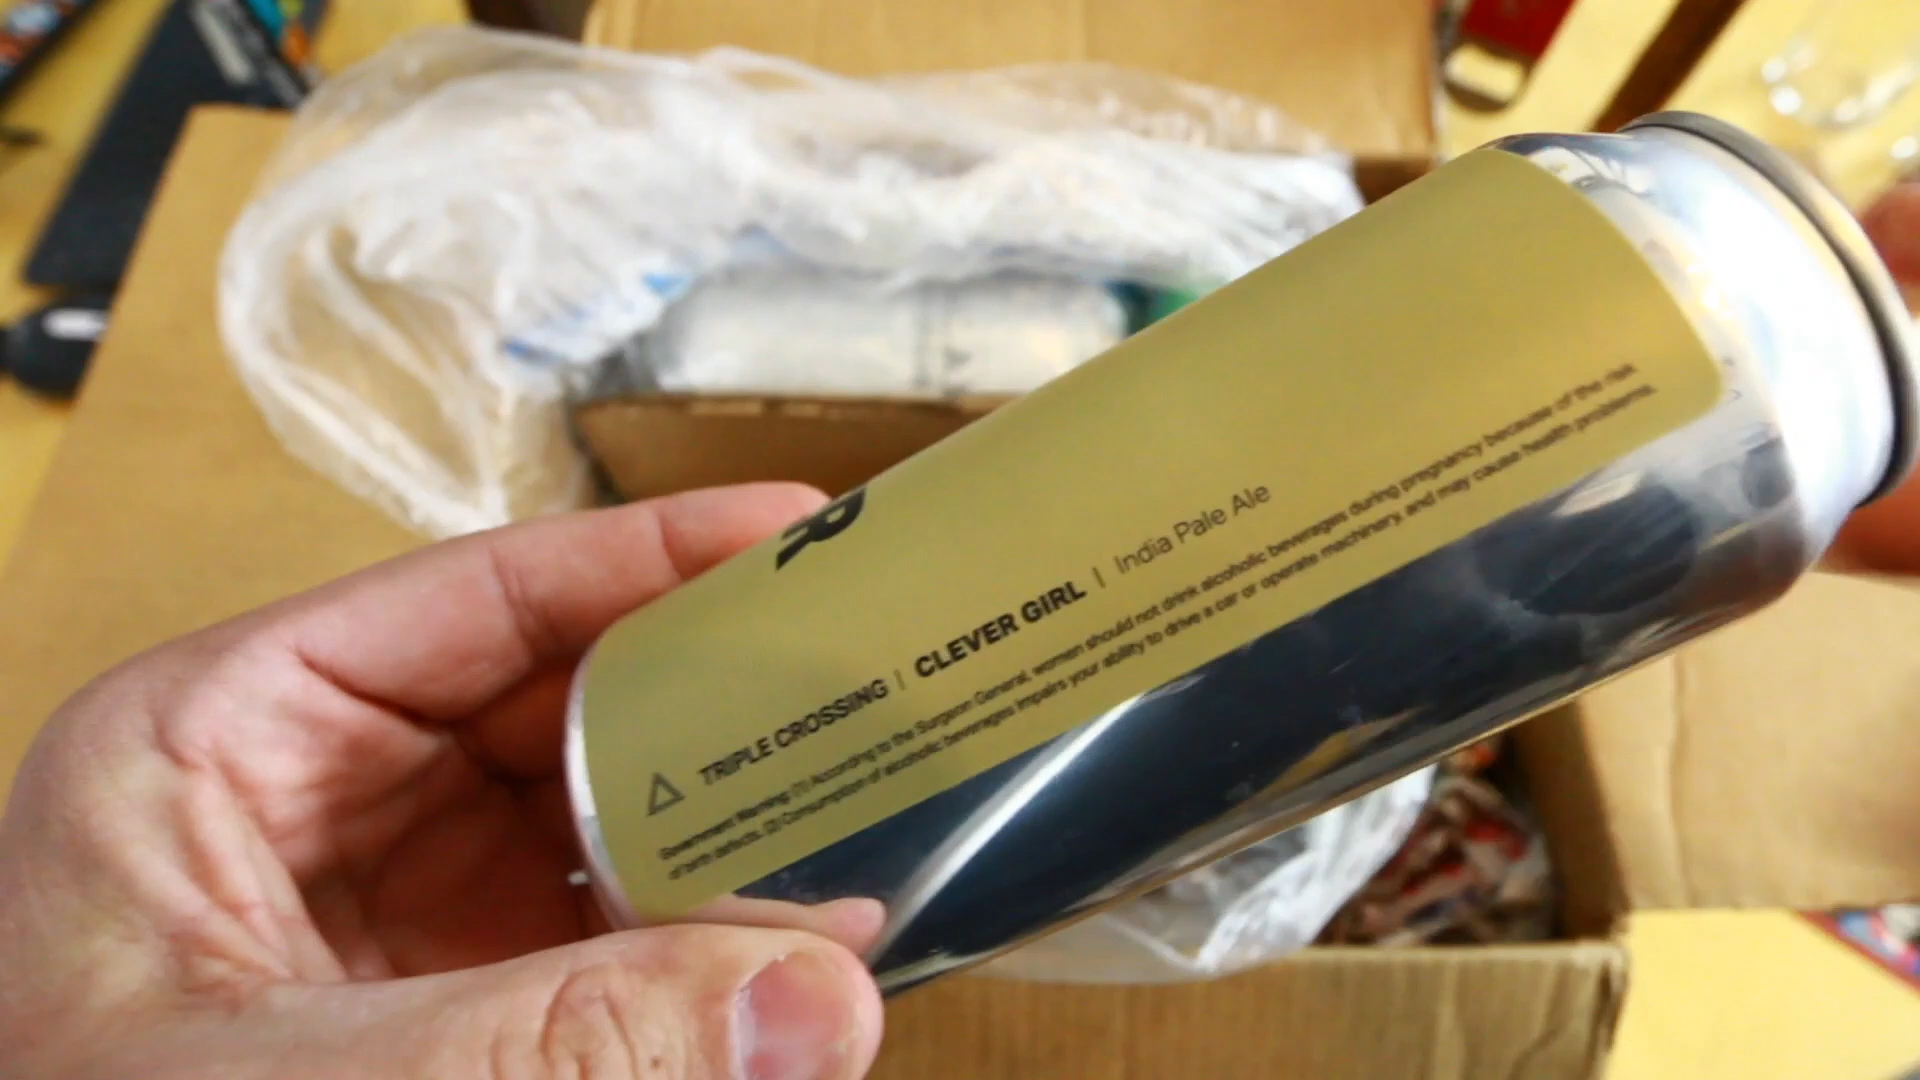 R
TRIPLE CROSSING | CLEVER GIRL | India Pale Ale
Government Warning: (1) According to the Surgeon General, women should not drink alcoholic beverages during pregnancy because of the risk
of birth defects. (2) Consumption of alcoholic beverages impairs your ability to drive a car or operate machinery, and may cause health problems.